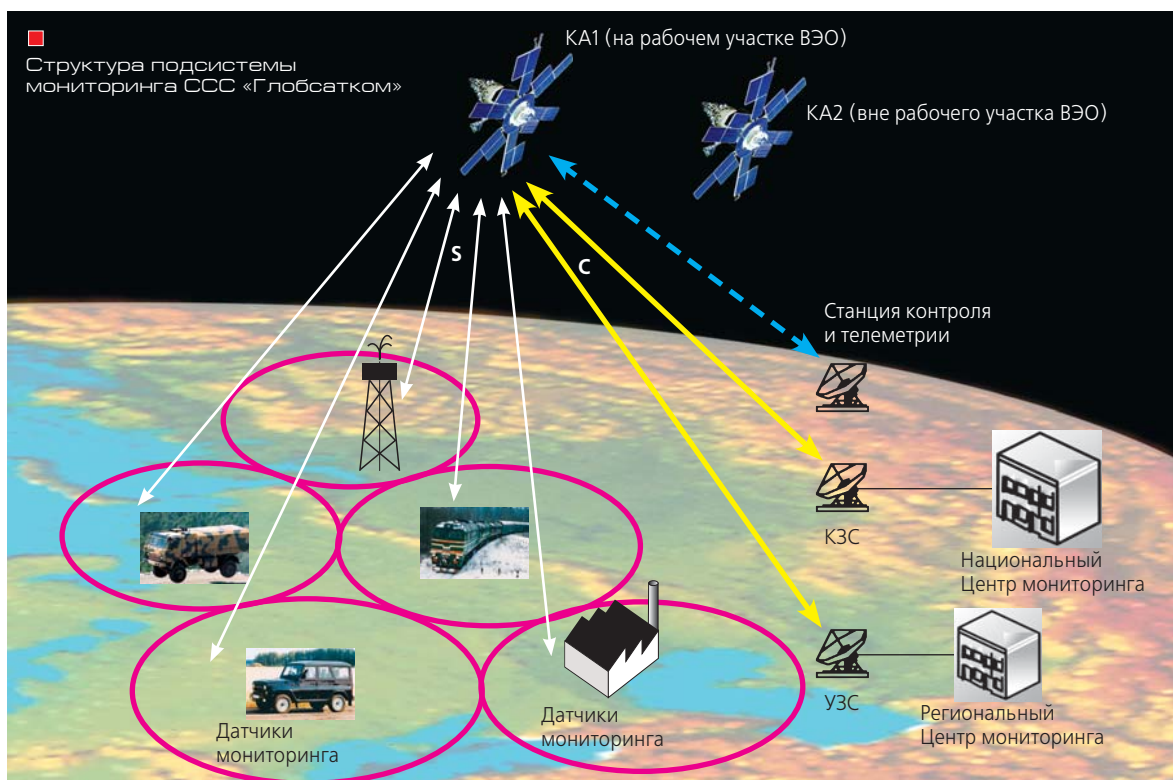 Структура подсистемы
мониторинга ССС «Глобсатком»
КА1 (на рабочем участке ВЭО)
КА2 (вне рабочего участка ВЭО)
S
C
Станция контроля
и телеметрии
КЗС
Национальный
Центр мониторинга
УЗС
Региональный
Центр мониторинга
Датчики
мониторинга
Датчики
мониторинга